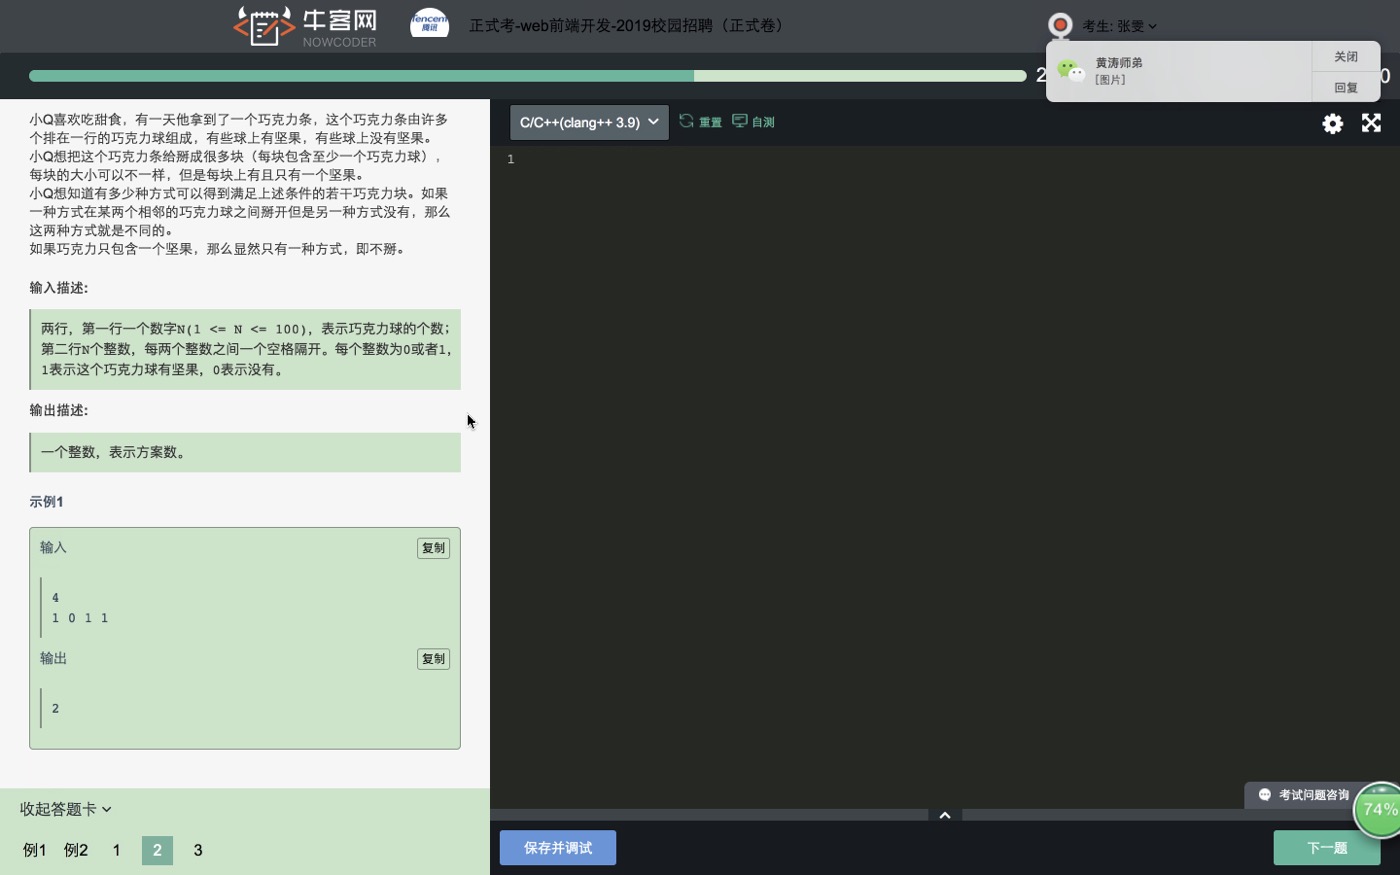 牛客网
NOWCODER
Tencent
腾讯
正式考-web前端开发-2019校园招聘（正式卷）
考生: 张雯
黄涛师弟
[图片]
关闭
回复
2
0
小Q喜欢吃甜食，有一天他拿到了一个巧克力条，这个巧克力条由许多
个排在一行的巧克力球组成，有些球上有坚果，有些球上没有坚果。
小Q想把这个巧克力条给掰成很多块（每块包含至少一个巧克力球），
每块的大小可以不一样，但是每块上有且只有一个坚果。
小Q想知道有多少种方式可以得到满足上述条件的若干巧克力块。如果
一种方式在某两个相邻的巧克力球之间掰开但是另一种方式没有，那么
这两种方式就是不同的。
如果巧克力只包含一个坚果，那么显然只有一种方式，即不掰。
输入描述:
两行，第一行一个数字N(1 <= N <= 100)，表示巧克力球的个数；
第二行N个整数，每两个整数之间一个空格隔开。每个整数为0或者1，
1表示这个巧克力球有坚果，0表示没有。
输出描述:
一个整数，表示方案数。
示例1
输入
复制
4
1 0 1 1
输出
复制
2
收起答题卡
例1 例2 1 2 3
C/C++(clang++ 3.9)
重置
自测
1
考试问题咨询
74%
保存并调试
下一题